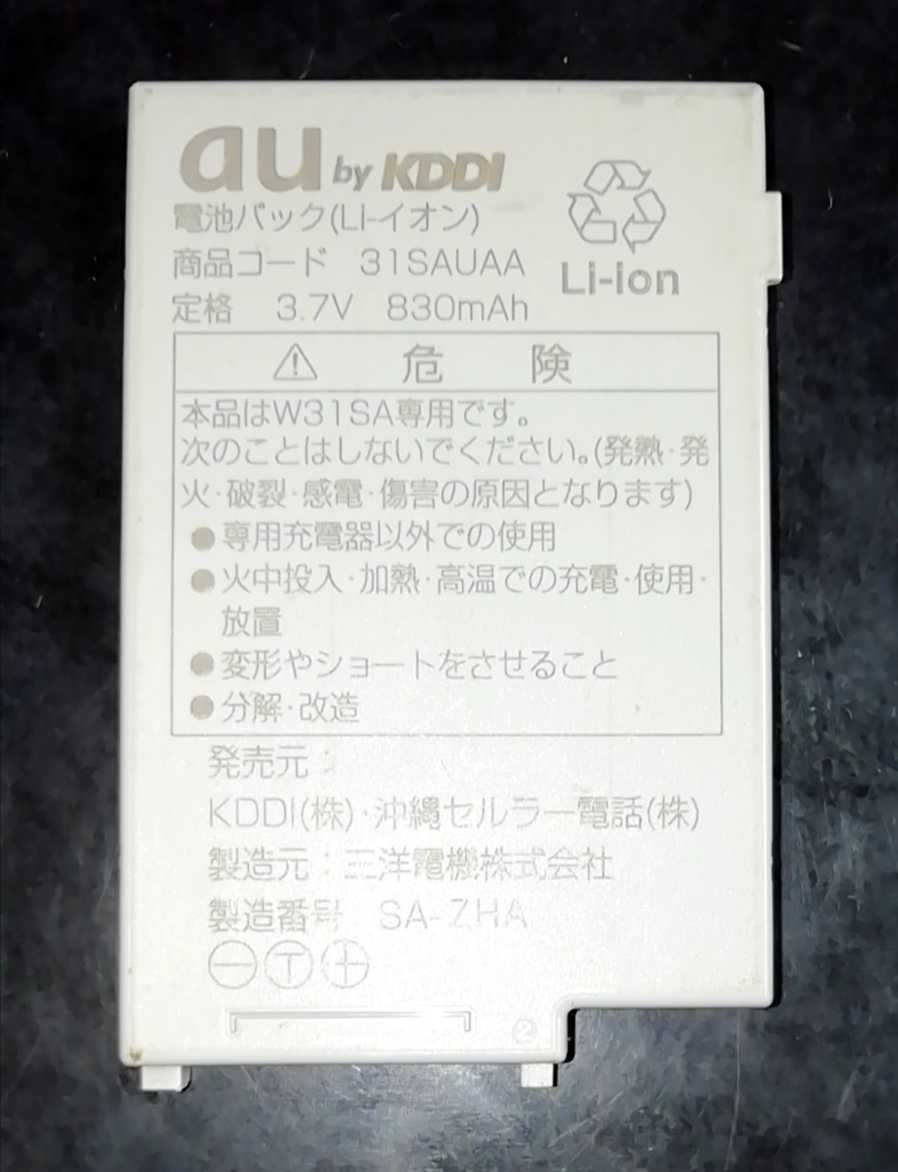 au by KDDI
電池パック(Li-イオン)
商品コード 31SAUAA
定格 3.7V 830mAh
Li-ion
危 険
本品はW31SA専用です。
次のことはしないでください。(発熱·発
火·破裂·感電·傷害の原因となります)
●専用充電器以外での使用
●火中投入·加熱·高温での充電·使用·
放置
●変形やショートをさせること
●分解·改造
発売元:
KDDI(株)·沖縄セルラー電話(株)
製造元:三洋電機株式会社
製造番号 SA-ZHA
⊖ T ⊕
②